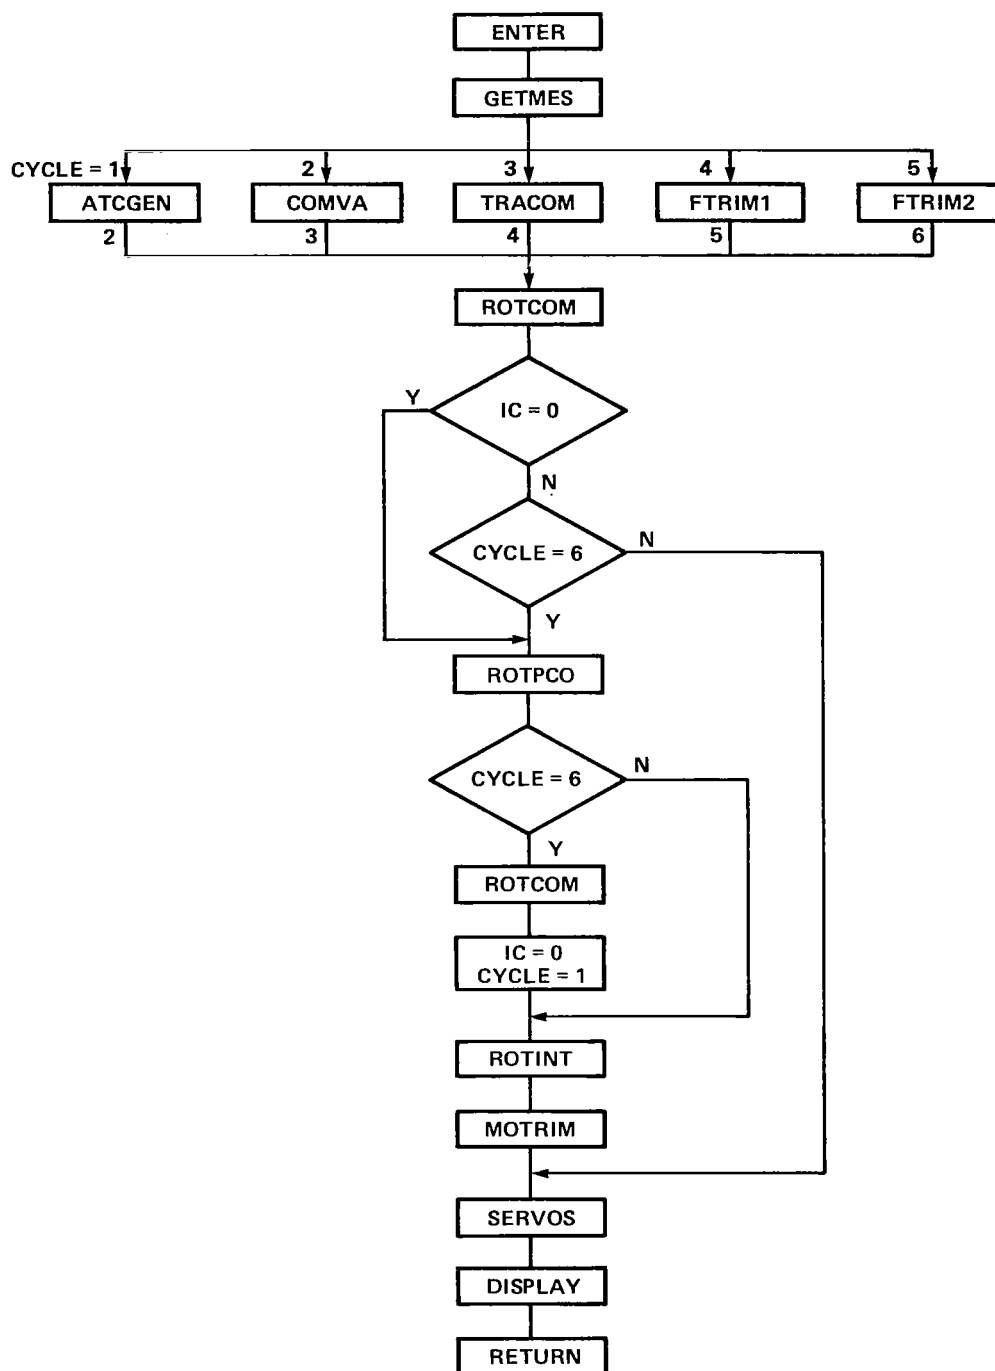 ENTER
GETMES
CYCLE = 1 2 3 4 5
ATCGEN COMVA TRACOM FTRIM1 FTRIM2
2 3 4 5 6
ROTCOM
Y IC = 0
N
CYCLE = 6 N
Y
ROTPCO
CYCLE = 6 N
Y
ROTCOM
IC = 0
CYCLE = 1
ROTINT
MOTRIM
SERVOS
DISPLAY
RETURN